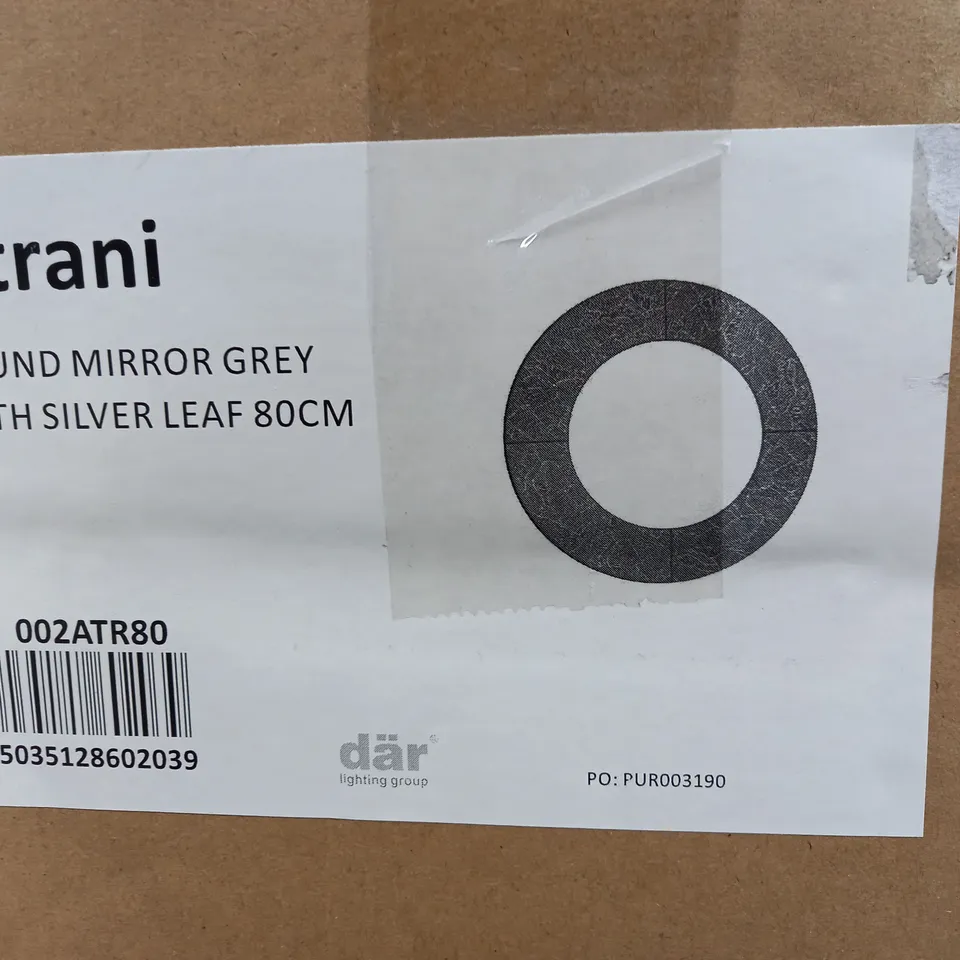 trani
UND MIRROR GREY
TH SILVER LEAF 80CM
002ATR80
5035128602039
där®
lighting group
PO: PUR003190